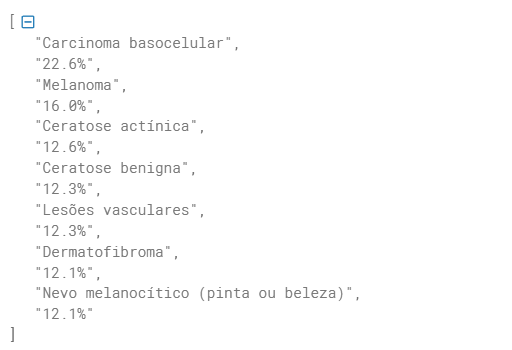 [
"Carcinoma basocelular",
"22.6%",
"Melanoma",
"16.0%",
"Ceratose actínica",
"12.6%",
"Ceratose benigna",
"12.3%",
"Lesões vasculares",
"12.3%",
"Dermatofibroma",
"12.1%",
"Nevo melanocítico (pinta ou beleza)",
"12.1%"
]